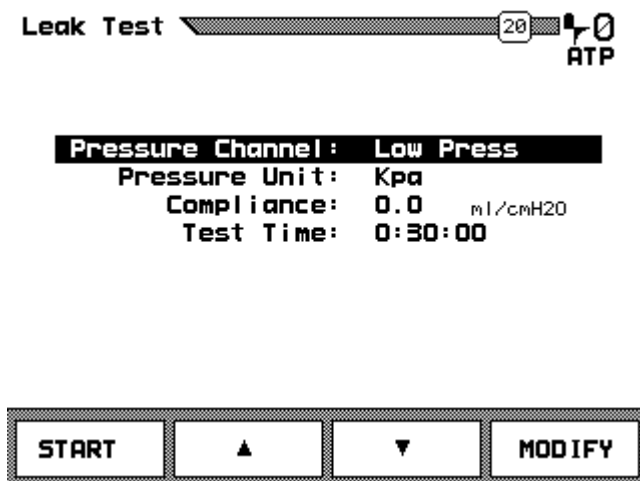 Leak Test 20 0
ATP
Pressure Channel: Low Press
Pressure Unit: Kpa
Compliance: 0.0 ml/cmH2O
Test Time: 0:30:00
START ▲ ▼ MODIFY